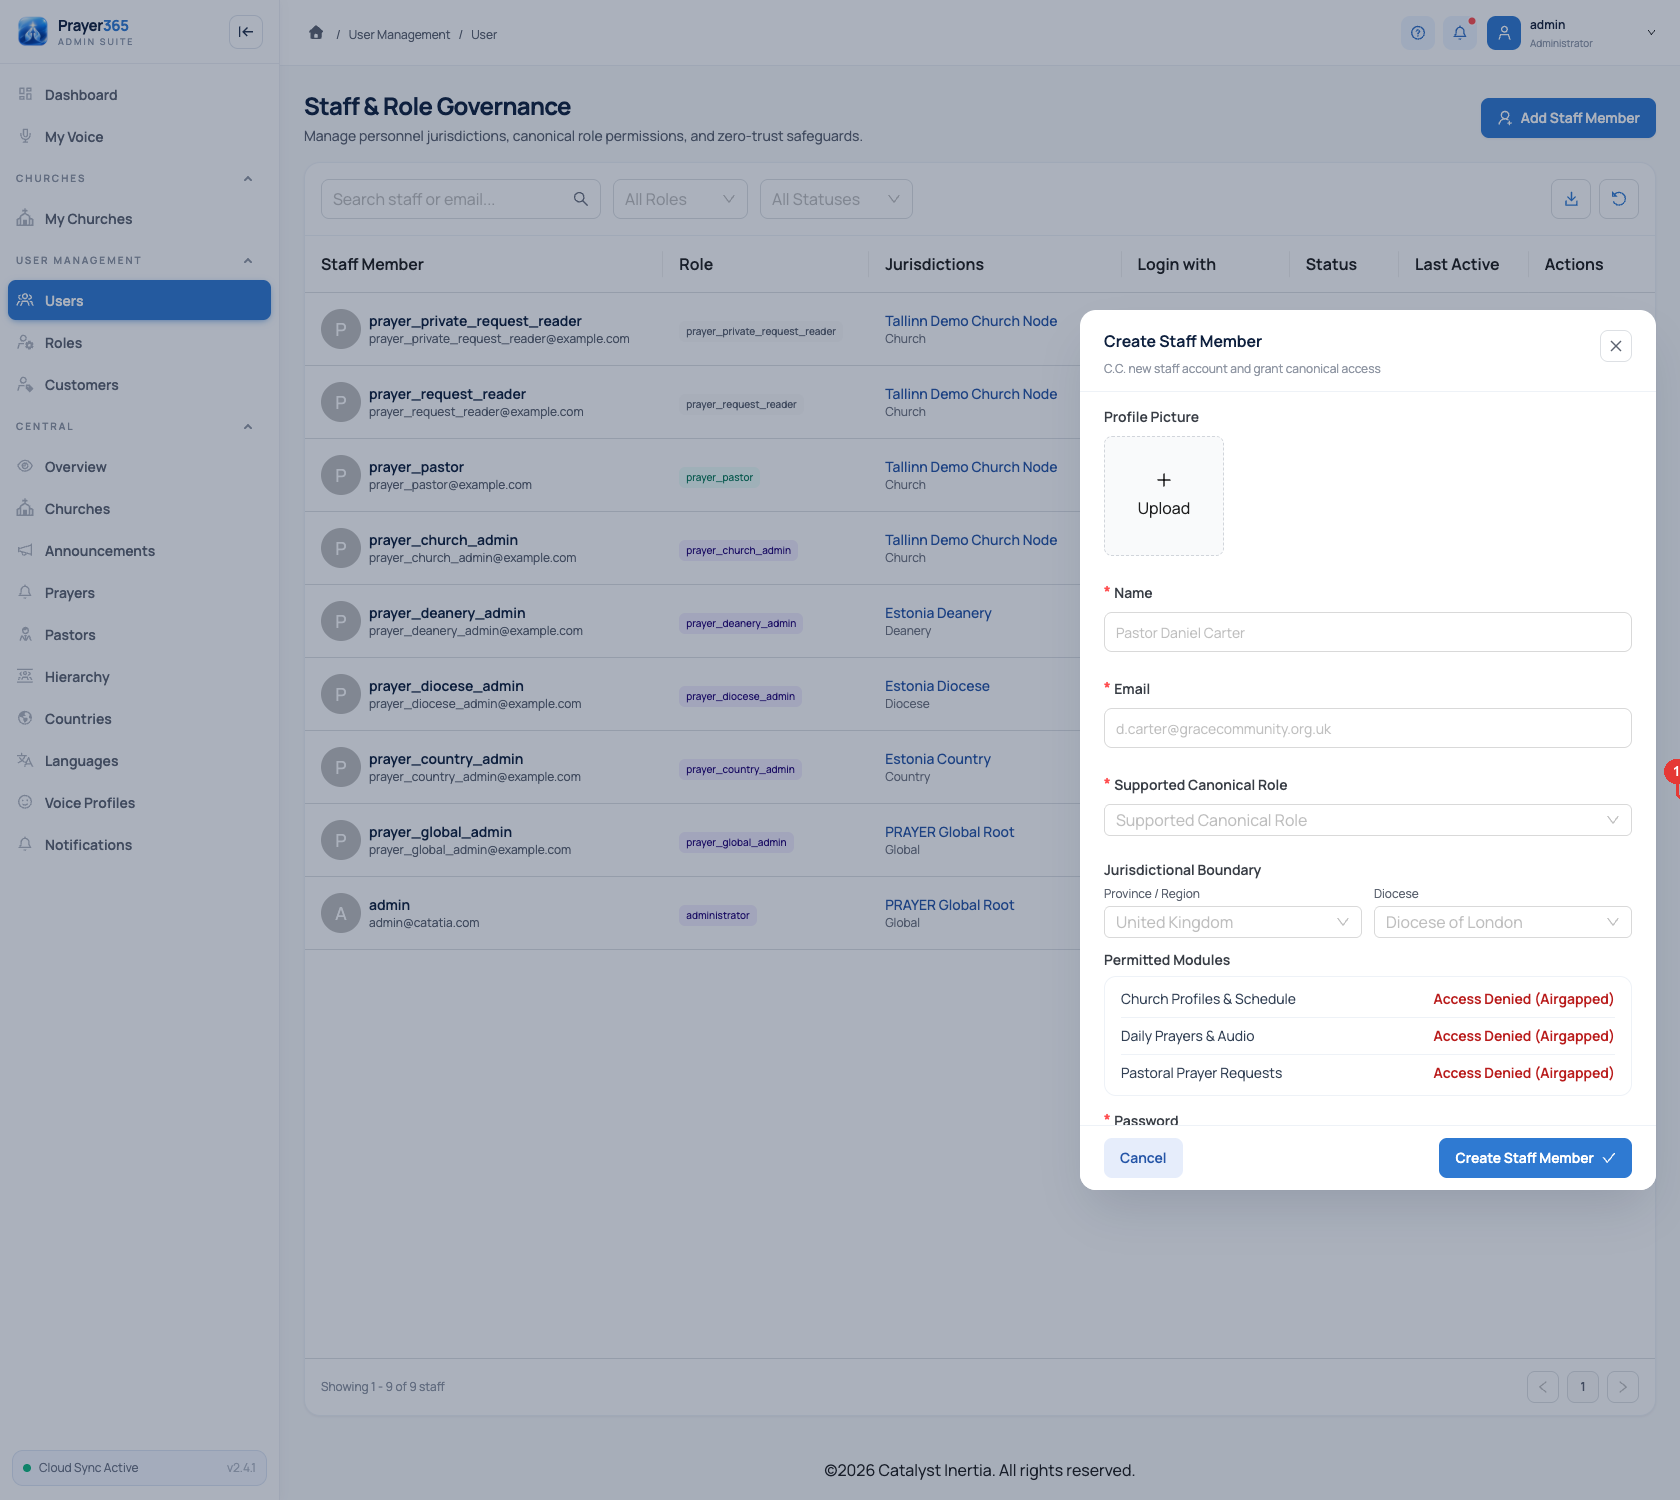 Prayer365
ADMIN SUITE
Dashboard
My Voice
CHURCHES
My Churches
USER MANAGEMENT
Users
Roles
Customers
CENTRAL
Overview
Churches
Announcements
Prayers
Pastors
Hierarchy
Countries
Languages
Voice Profiles
Notifications
Cloud Sync Active v2.4.1
/ User Management / User
admin
Administrator
Staff & Role Governance
Manage personnel jurisdictions, canonical role permissions, and zero-trust safeguards.
Add Staff Member
Search staff or email... All Roles All Statuses
Staff Member Role Jurisdictions Login with Status Last Active Actions
P prayer_private_request_reader
prayer_private_request_reader@example.com
prayer_private_request_reader
Tallinn Demo Church Node
Church
P prayer_request_reader
prayer_request_reader@example.com
prayer_request_reader
Tallinn Demo Church Node
Church
P prayer_pastor
prayer_pastor@example.com
prayer_pastor
Tallinn Demo Church Node
Church
P prayer_church_admin
prayer_church_admin@example.com
prayer_church_admin
Tallinn Demo Church Node
Church
P prayer_deanery_admin
prayer_deanery_admin@example.com
prayer_deanery_admin
Estonia Deanery
Deanery
P prayer_diocese_admin
prayer_diocese_admin@example.com
prayer_diocese_admin
Estonia Diocese
Diocese
P prayer_country_admin
prayer_country_admin@example.com
prayer_country_admin
Estonia Country
Country
P prayer_global_admin
prayer_global_admin@example.com
prayer_global_admin
PRAYER Global Root
Global
A admin
admin@catatia.com
administrator
PRAYER Global Root
Global
Showing 1 - 9 of 9 staff
1
©2026 Catalyst Inertia. All rights reserved.
Create Staff Member
C.C. new staff account and grant canonical access
Profile Picture
Upload
* Name
Pastor Daniel Carter
* Email
d.carter@gracecommunity.org.uk
* Supported Canonical Role
Supported Canonical Role
Jurisdictional Boundary
Province / Region Diocese
United Kingdom Diocese of London
Permitted Modules
Church Profiles & Schedule Access Denied (Airgapped)
Daily Prayers & Audio Access Denied (Airgapped)
Pastoral Prayer Requests Access Denied (Airgapped)
* Password
Cancel Create Staff Member